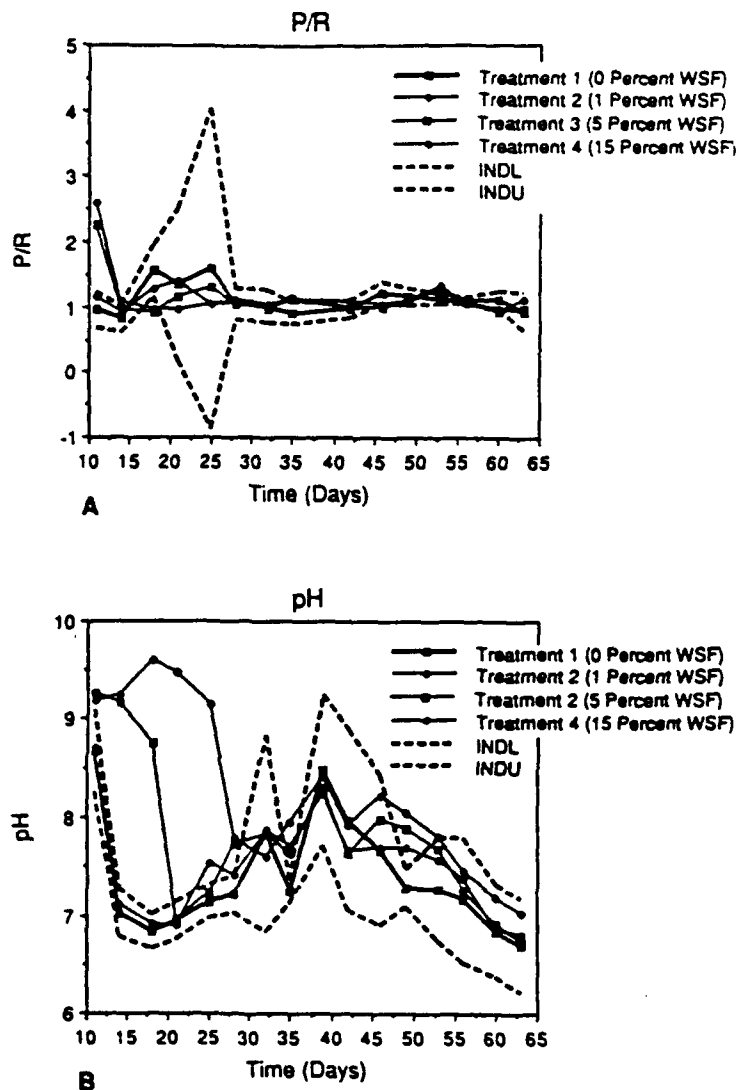 P/R
5
4
3
2
1
0
-1
P/R
Treatment 1 (0 Percent WSF)
Treatment 2 (1 Percent WSF)
Treatment 3 (5 Percent WSF)
Treatment 4 (15 Percent WSF)
INDL
INDU
10 15 20 25 30 35 40 45 50 55 60 65
Time (Days)
A
pH
10
9
8
7
6
pH
Treatment 1 (0 Percent WSF)
Treatment 2 (1 Percent WSF)
Treatment 2 (5 Percent WSF)
Treatment 4 (15 Percent WSF)
INDL
INDU
10 15 20 25 30 35 40 45 50 55 60 65
Time (Days)
B